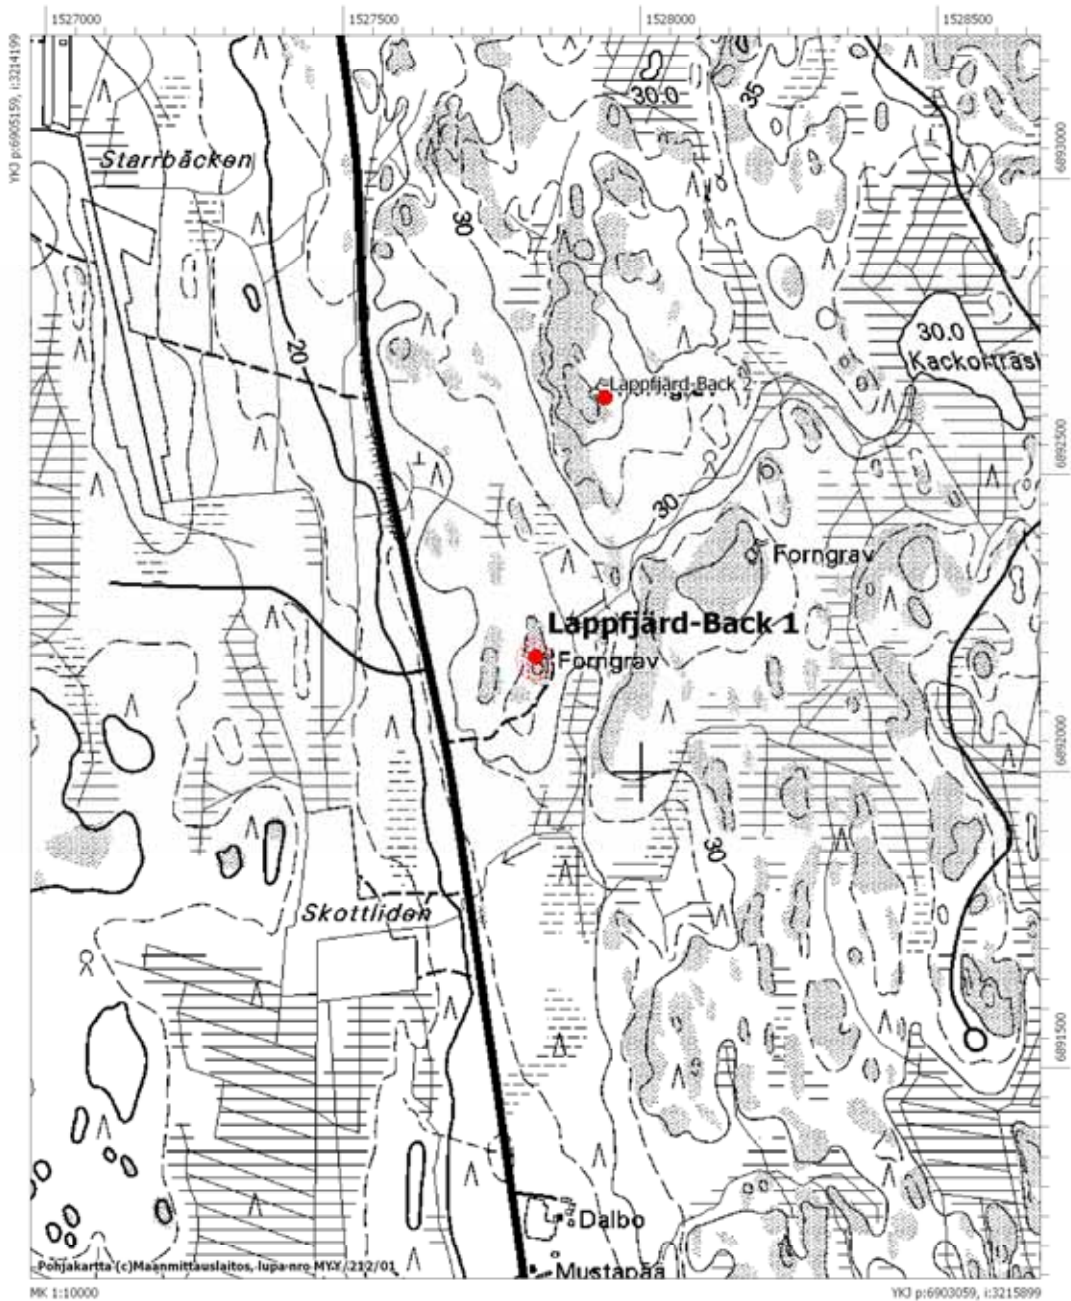 1527000
1527500
1528000
1528500
YKJ p:6905159, i:3214199
30.0
35
Starrbäcken
6893000
30
20
30.0
Kackorträsk
Lappfjärd-Back 2
6892500
30
Forngrav
Lappfjärd-Back 1
Forngrav
6892000
30
Skottliden
6891500
Dalbo
Mustapää
Pohjakartta (c)Maanmittauslaitos, lupa nro MYY/212/01
MK 1:10000
YKJ p:6903059, i:3215899